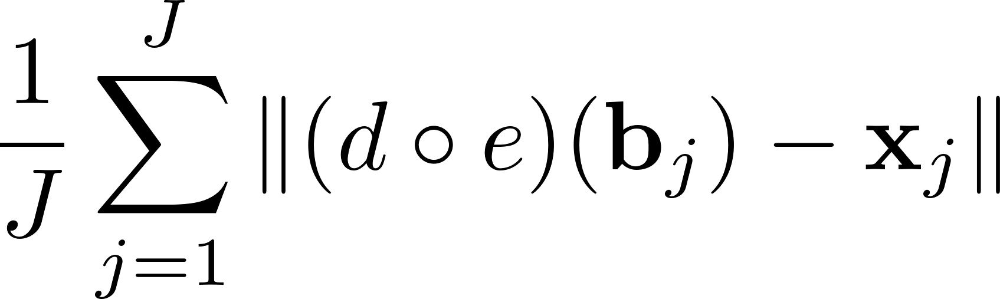 \frac{1}{J} \sum_{j=1}^{J} \| (d \circ e)(\mathbf{b}_j) - \mathbf{x}_j \|